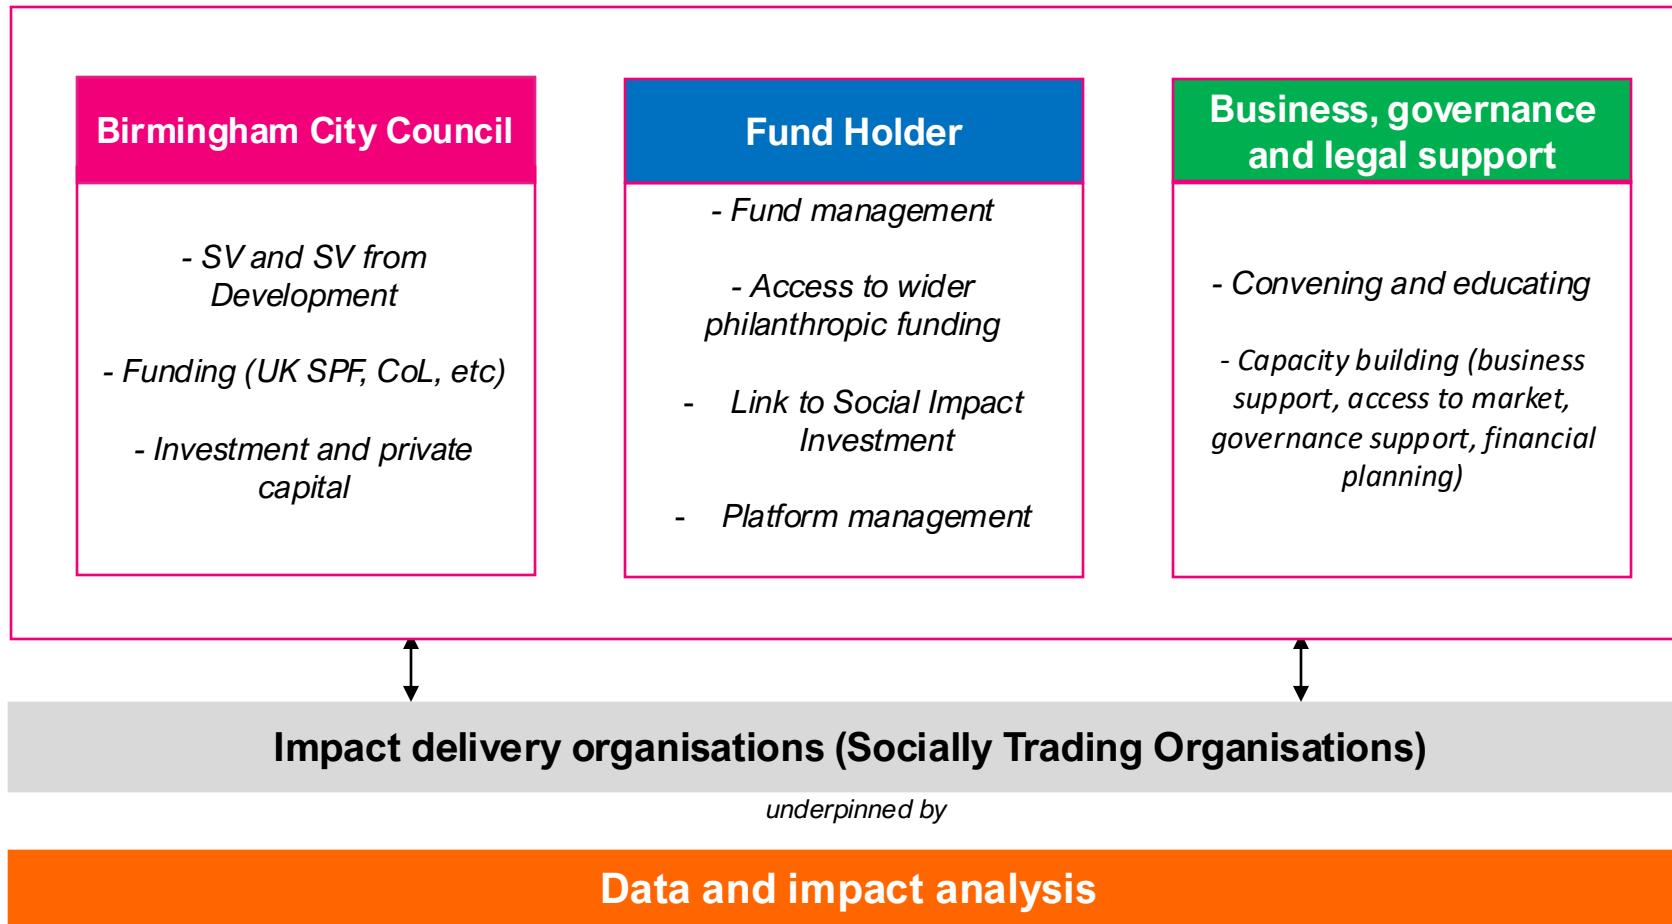 Birmingham City Council
- SV and SV from
Development
- Funding (UK SPF, CoL, etc)
- Investment and private
capital
Fund Holder
- Fund management
- Access to wider
philanthropic funding
- Link to Social Impact
Investment
- Platform management
Business, governance
and legal support
- Convening and educating
- Capacity building (business
support, access to market,
governance support, financial
planning)
Impact delivery organisations (Socially Trading Organisations)
underpinned by
Data and impact analysis